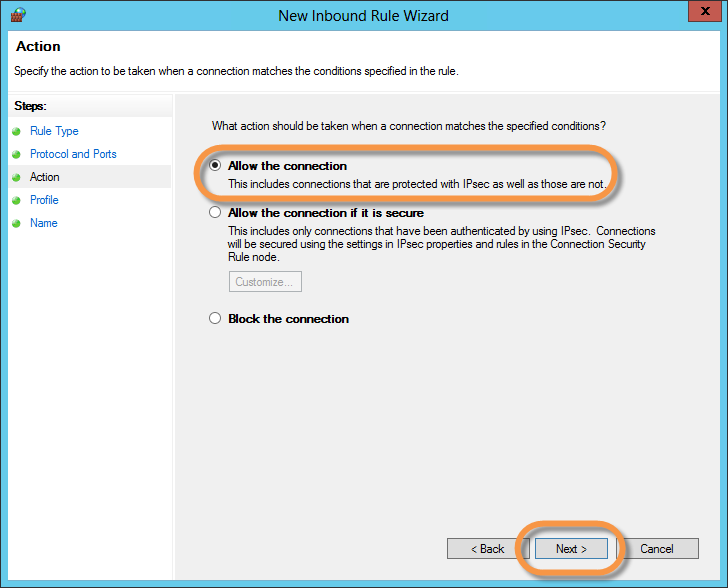 New Inbound Rule Wizard
x
Action
Specify the action to be taken when a connection matches the conditions specified in the rule.
Steps:
Rule Type
Protocol and Ports
Action
Profile
Name
What action should be taken when a connection matches the specified conditions?
Allow the connection
This includes connections that are protected with IPsec as well as those are not.
Allow the connection if it is secure
This includes only connections that have been authenticated by using IPsec. Connections
will be secured using the settings in IPsec properties and rules in the Connection Security
Rule node.
Customize...
Block the connection
< Back
Next >
Cancel